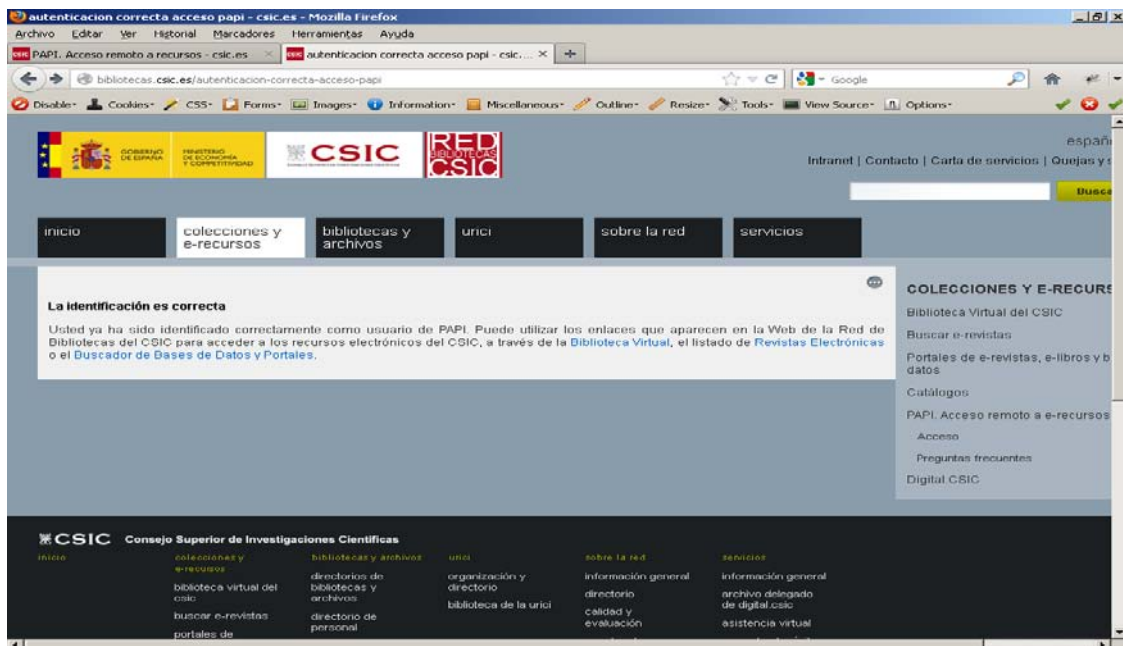 autenticacion correcta acceso papi - csic.es - Mozilla Firefox
Archivo Editar Ver Historial Marcadores Herramientas Ayuda
PAPI. Acceso remoto a recursos - csic.es
autenticacion correcta acceso papi - csic....
bibliotecas.csic.es/autenticacion-correcta-acceso-papi
Google
Disable Cookies CSS Forms Images Information Miscellaneous Outline Resize Tools View Source Options
GOBIERNO DE ESPAÑA
MINISTERIO DE ECONOMÍA Y COMPETITIVIDAD
CSIC
RED
BIBLIOTECAS
CSIC
españ
Intranet | Contacto | Carta de servicios | Quejas y s
Busca
inicio
colecciones y e-recursos
bibliotecas y archivos
urici
sobre la red
servicios
La identificación es correcta
Usted ya ha sido identificado correctamente como usuario de PAPI. Puede utilizar los enlaces que aparecen en la Web de la Red de
Bibliotecas del CSIC para acceder a los recursos electrónicos del CSIC, a través de la Biblioteca Virtual, el listado de Revistas Electrónicas
o el Buscador de Bases de Datos y Portales.
COLECCIONES Y E-RECURS
Biblioteca Virtual del CSIC
Buscar e-revistas
Portales de e-revistas, e-libros y b
datos
Catálogos
PAPI. Acceso remoto a e-recursos
Acceso
Preguntas frecuentes
Digital.CSIC
CSIC Consejo Superior de Investigaciones Científicas
inicio
colecciones y
e-recursos
biblioteca virtual del
csic
buscar e-revistas
portales de
bibliotecas y archivos
directorios de
bibliotecas y
archivos
directorio de
personal
urici
organización y
directorio
biblioteca de la urici
sobre la red
información general
directorio
calidad y
evaluación
servicios
información general
archivo delegado
de digital.csic
asistencia virtual